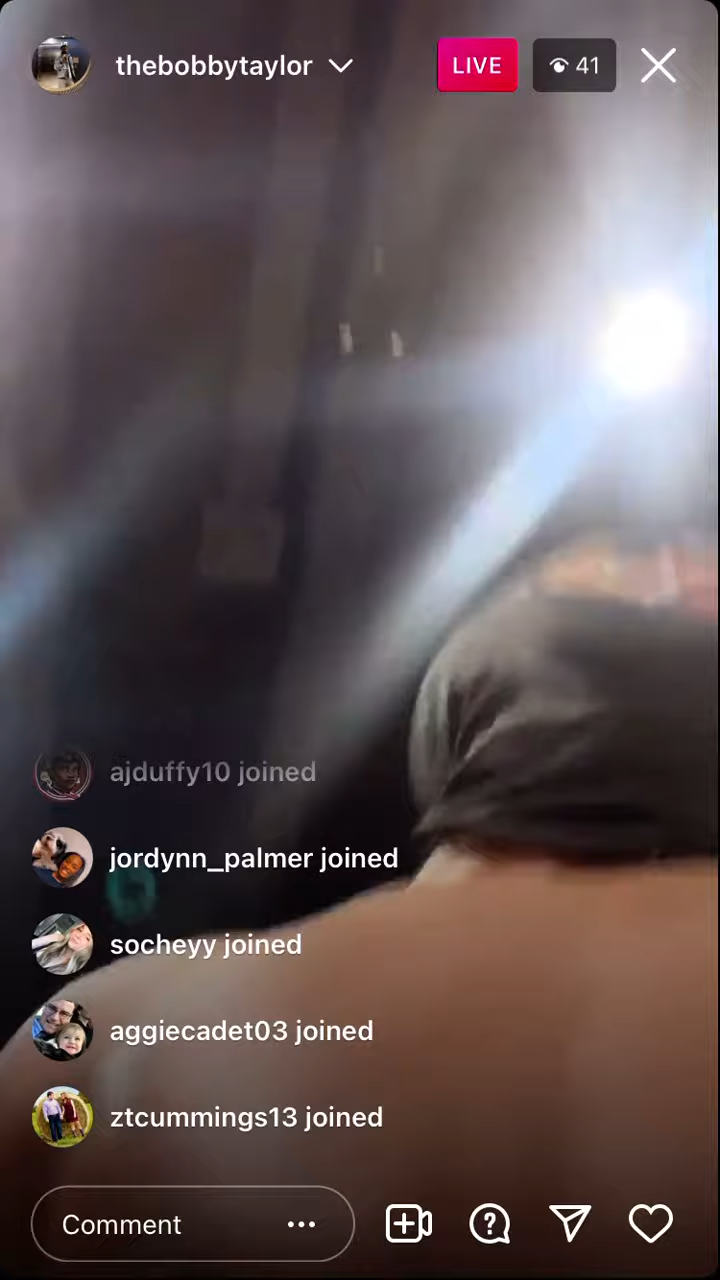 thebobbytaylor
LIVE
41
ajduffy10 joined
jordynn_palmer joined
socheyy joined
aggiecadet03 joined
ztcummings13 joined
Comment